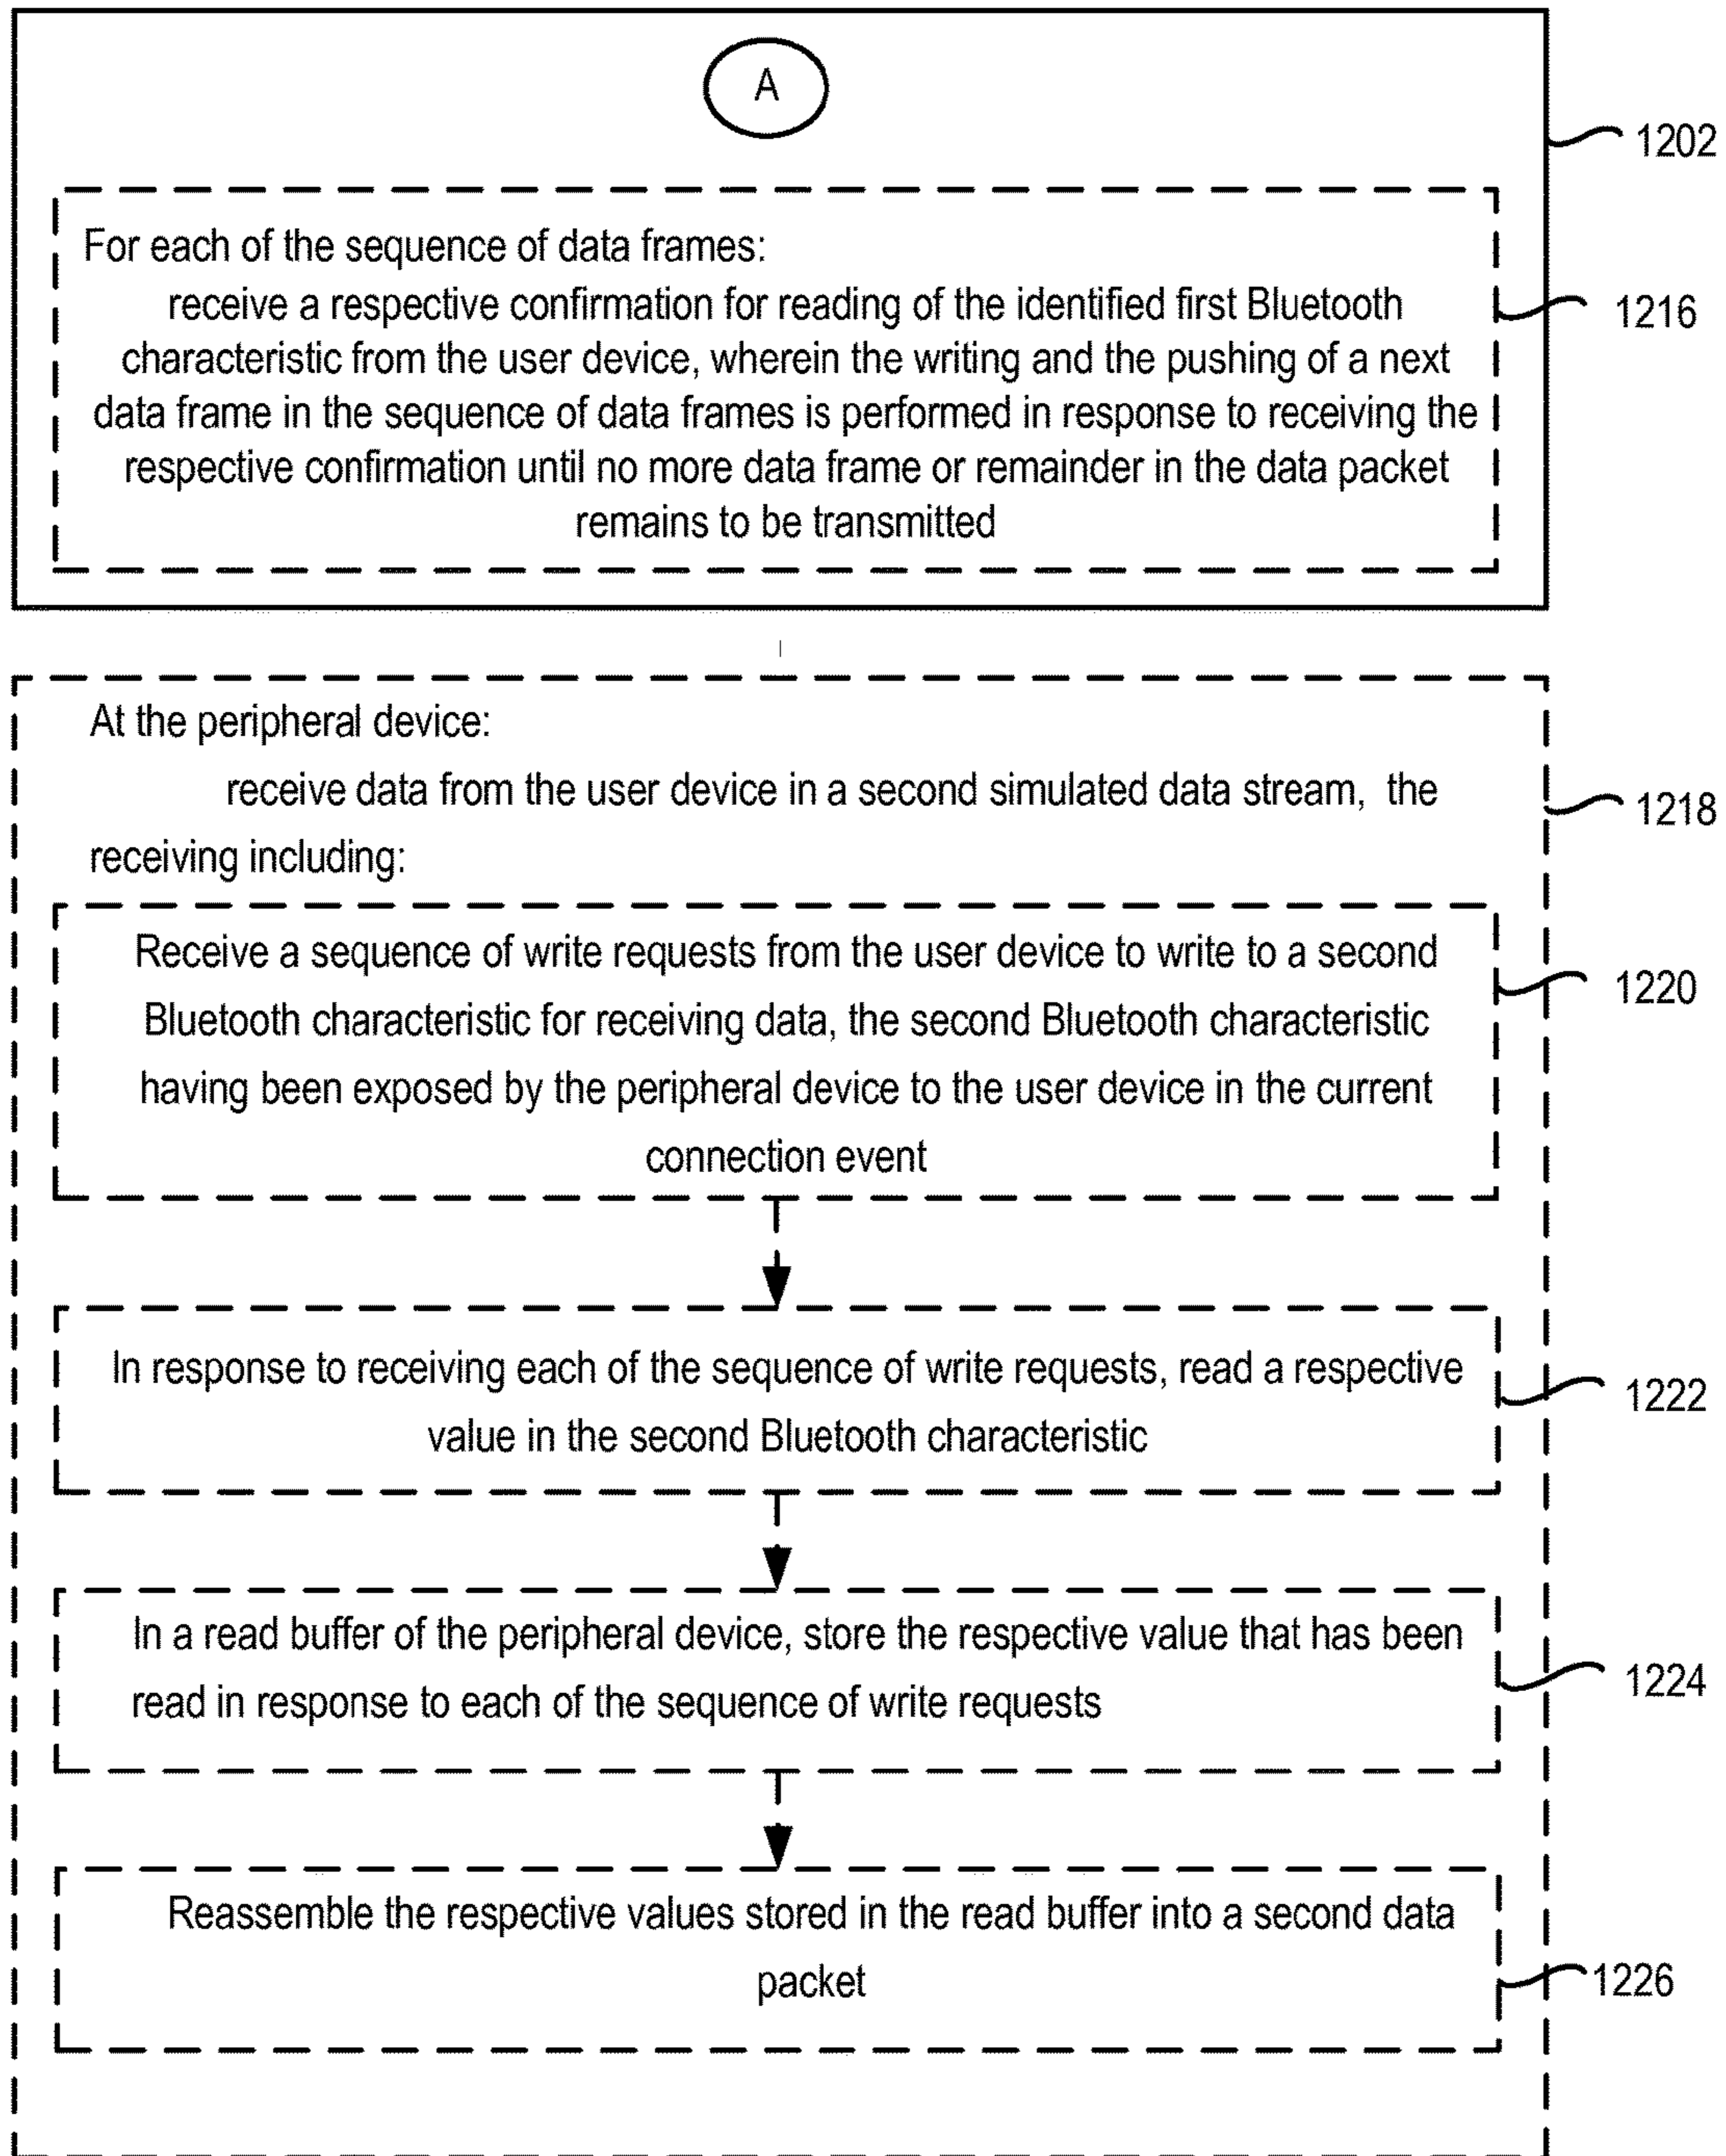 A
1202
For each of the sequence of data frames:
receive a respective confirmation for reading of the identified first Bluetooth
characteristic from the user device, wherein the writing and the pushing of a next
data frame in the sequence of data frames is performed in response to receiving the
respective confirmation until no more data frame or remainder in the data packet
remains to be transmitted
1216
At the peripheral device:
receive data from the user device in a second simulated data stream, the
receiving including:
1218
Receive a sequence of write requests from the user device to write to a second
Bluetooth characteristic for receiving data, the second Bluetooth characteristic
having been exposed by the peripheral device to the user device in the current
connection event
1220
In response to receiving each of the sequence of write requests, read a respective
value in the second Bluetooth characteristic
1222
In a read buffer of the peripheral device, store the respective value that has been
read in response to each of the sequence of write requests
1224
Reassemble the respective values stored in the read buffer into a second data
packet
1226